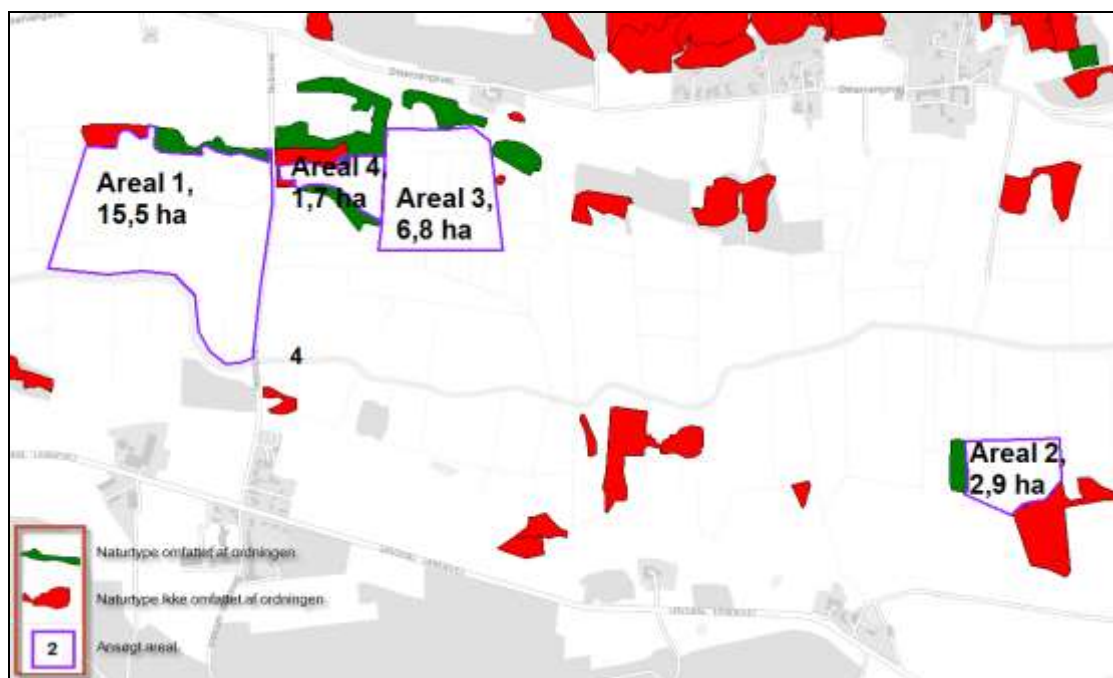 Areal 1,
15,5 ha
Areal 4,
1,7 ha
Areal 3,
6,8 ha
4
Areal 2,
2,9 ha
Naturtype omfattet af ordningen
Naturtype ikke omfattet af ordningen
2
Ansøgt areal